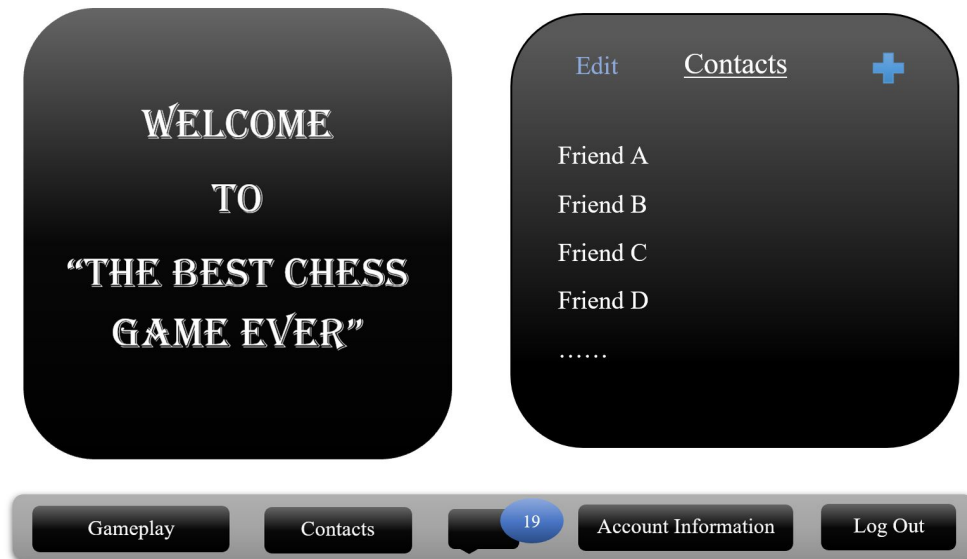 WELCOME
TO
“THE BEST CHESS
GAME EVER”
Edit Contacts
Friend A
Friend B
Friend C
Friend D
……
Gameplay Contacts 19 Account Information Log Out